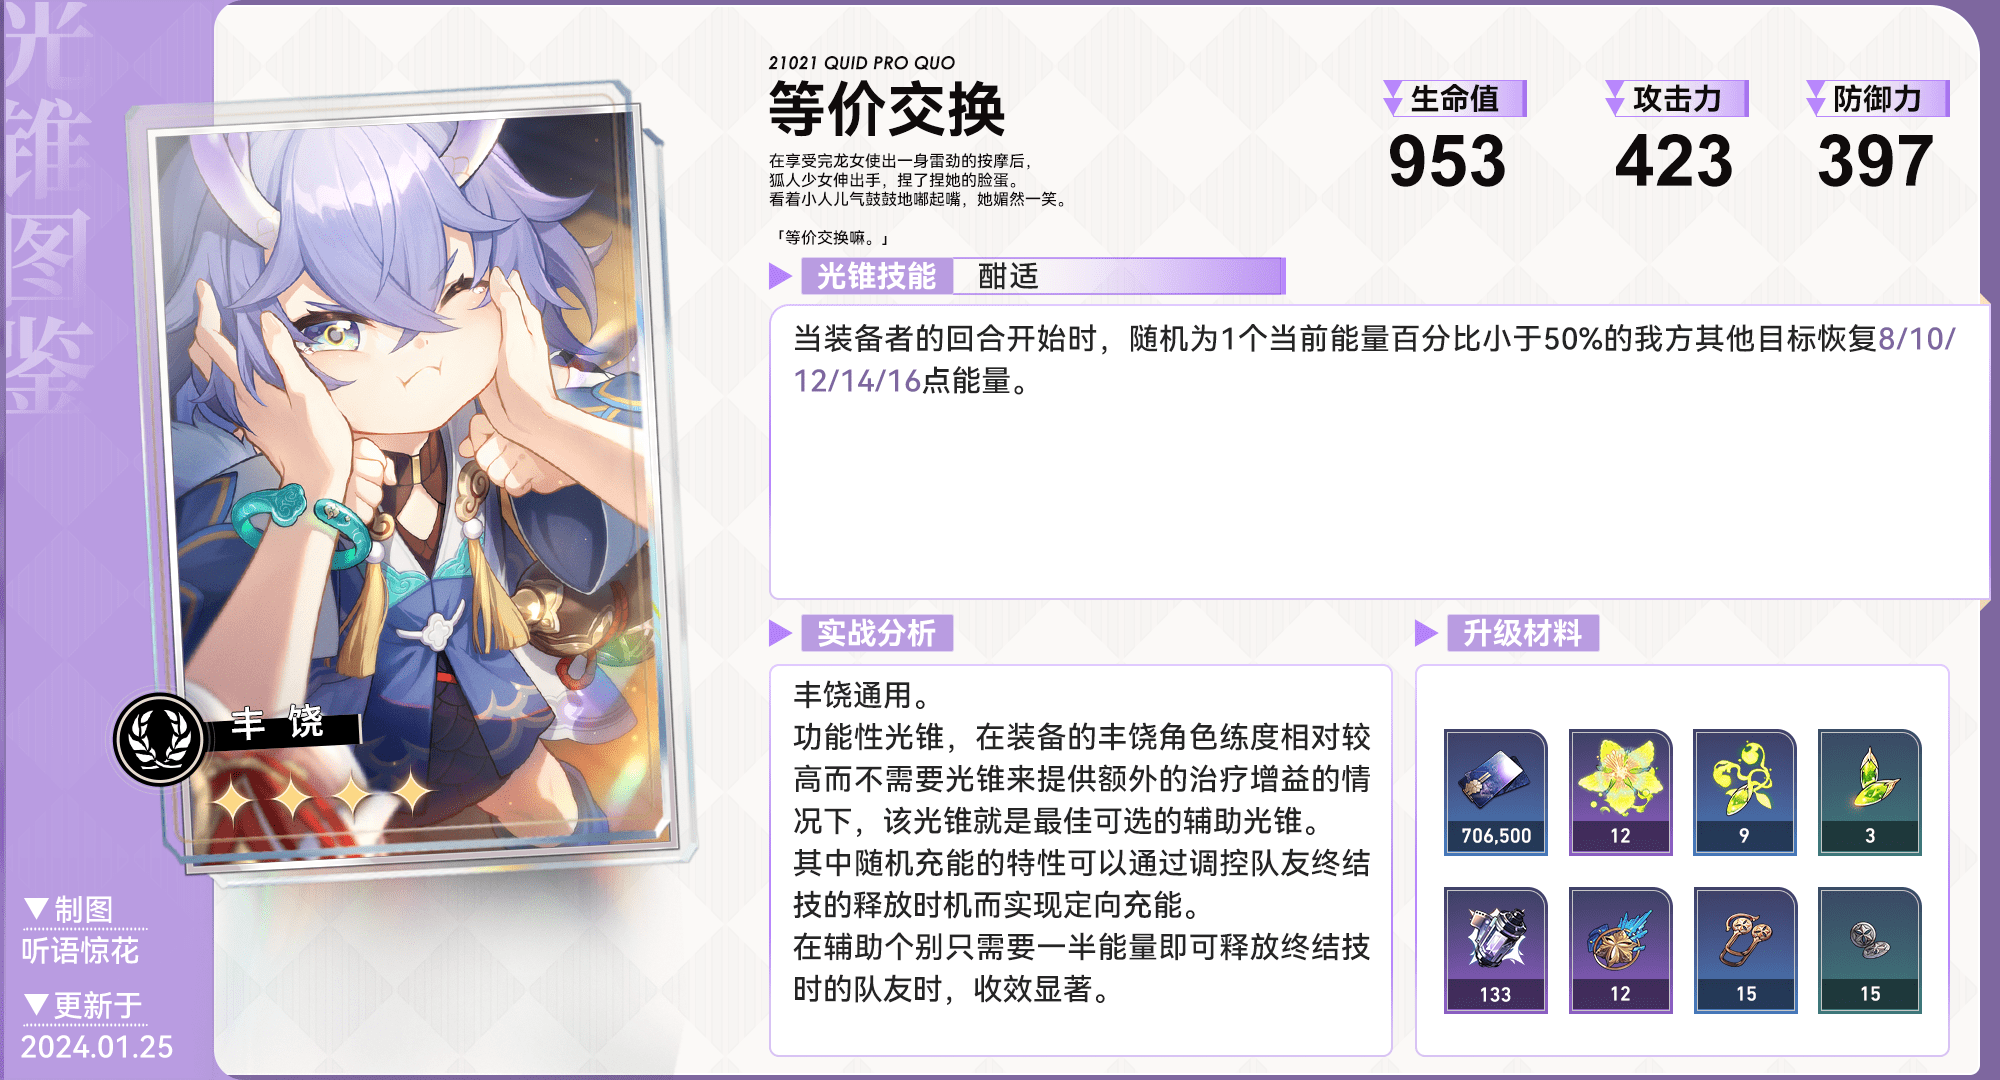 光锥图鉴
21021 QUID PRO QUO
等价交换
在享受完龙女使出一身雷劲的按摩后，
狐人少女伸出手，捏了捏她的脸蛋。
看着小人儿气鼓鼓地嘟起嘴，她媚然一笑。
「等价交换嘛。」
生命值
953
攻击力
423
防御力
397
光锥技能
酣适
当装备者的回合开始时，随机为1个当前能量百分比小于50%的我方其他目标恢复8/10/
12/14/16点能量。
丰饶
实战分析
丰饶通用。
功能性光锥，在装备的丰饶角色练度相对较
高而不需要光锥来提供额外的治疗增益的情
况下，该光锥就是最佳可选的辅助光锥。
其中随机充能的特性可以通过调控队友终结
技的释放时机而实现定向充能。
在辅助个别只需要一半能量即可释放终结技
时的队友时，收效显著。
升级材料
706,500
12
9
3
133
12
15
15
▼制图
听语惊花
▼更新于
2024.01.25